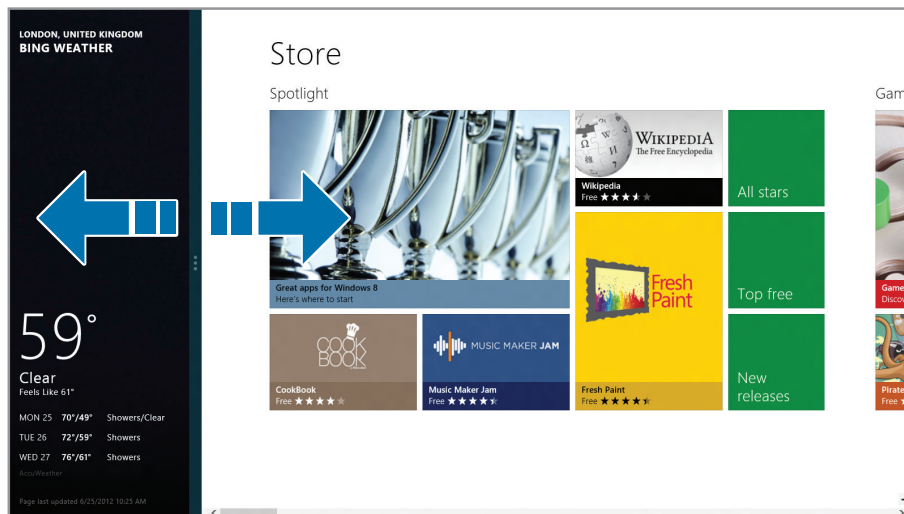 LONDON, UNITED KINGDOM
BING WEATHER
59°
Clear
Feels Like 61°
MON 25 70°/49° Showers/Clear
TUE 26 72°/59° Showers
WED 27 76°/61° Showers
AccuWeather
Page last updated 6/25/2012 10:25 AM
Store
Spotlight
Great apps for Windows 8
Here's where to start
WIKIPEDIA
The Free Encyclopedia
Wikipedia
Free
All stars
Fresh
Paint
Fresh Paint
Free
Top free
COOK
BOOK
CookBook
Free
MUSIC MAKER JAM
Music Maker Jam
Free
New
releases
Gam
Game
Disco
Pirate
Free